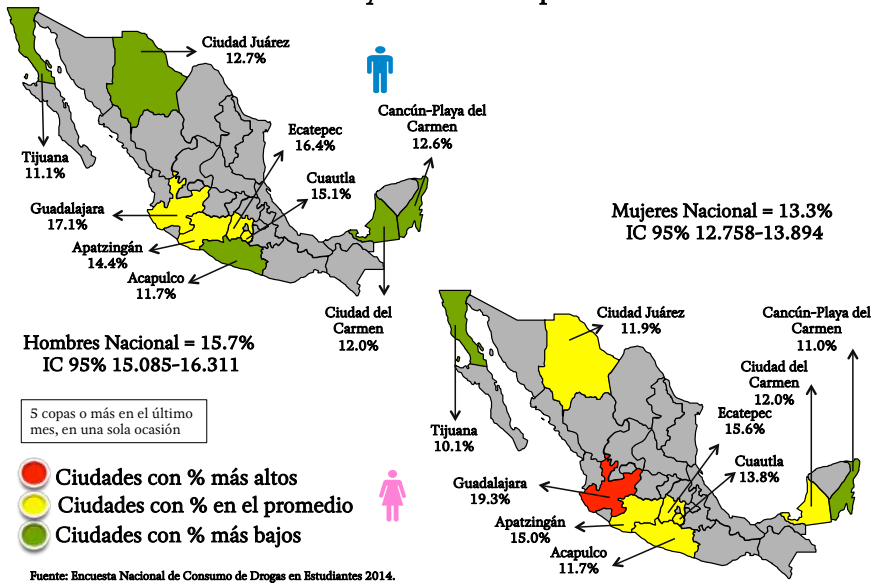 Ciudad Juárez
12.7%
Cancún-Playa del
Carmen
12.6%
Ecatepec
16.4%
Tijuana
11.1%
Cuautla
15.1%
Guadalajara
17.1%
Apatzingán
14.4%
Acapulco
11.7%
Ciudad del
Carmen
12.0%
Hombres Nacional = 15.7%
IC 95% 15.085-16.311
Mujeres Nacional = 13.3%
IC 95% 12.758-13.894
Ciudad Juárez
11.9%
Cancún-Playa del
Carmen
11.0%
Ciudad del
Carmen
12.0%
Ecatepec
15.6%
Tijuana
10.1%
Cuautla
13.8%
Guadalajara
19.3%
Apatzingán
15.0%
Acapulco
11.7%
5 copas o más en el último
mes, en una sola ocasión
Ciudades con % más altos
Ciudades con % en el promedio
Ciudades con % más bajos
Fuente: Encuesta Nacional de Consumo de Drogas en Estudiantes 2014.